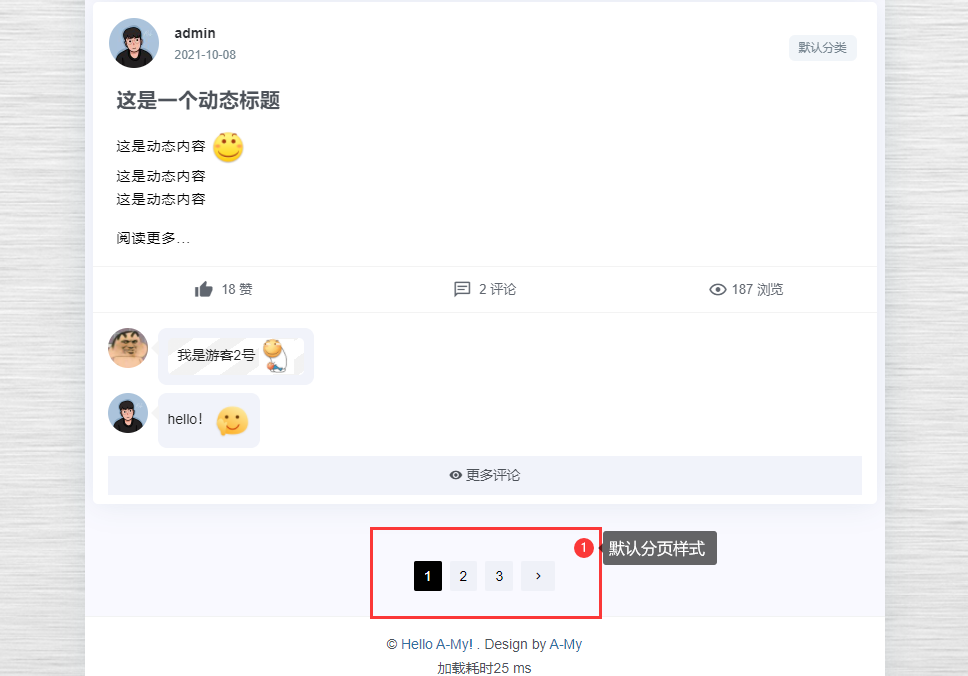 admin
2021-10-08
默认分类
这是一个动态标题
这是动态内容
这是动态内容
这是动态内容
阅读更多…
18 赞
2 评论
187 浏览
我是游客2号
hello!
更多评论
1
默认分页样式
1 2 3 ›
© Hello A-My! . Design by A-My
加载耗时25 ms